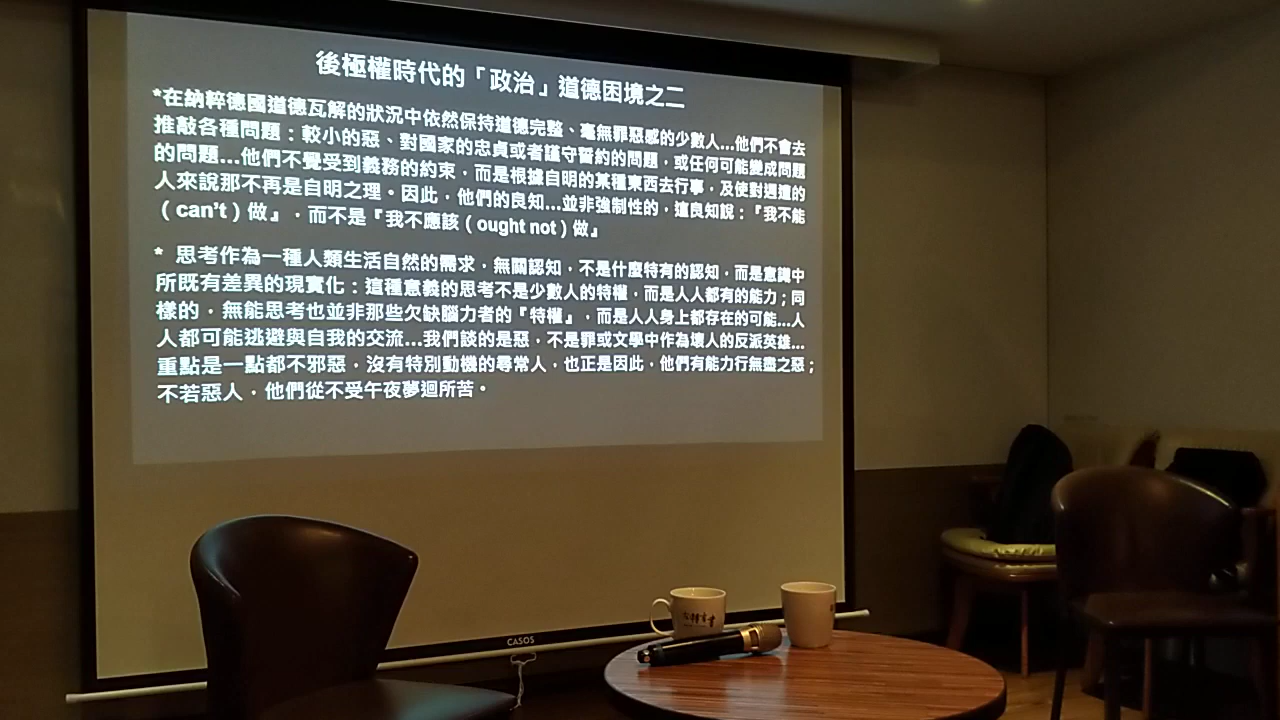 後極權時代的「政治」道德困境之二
*在納粹德國道德瓦解的狀況中依然保持道德完整、毫無罪惡感的少數人...他們不會去
推敲各種問題：較小的惡、對國家的忠貞或者謹守誓約的問題，或任何可能變成問題
的問題...他們不覺受到義務的約束，而是根據自明的某種東西去行事，及使對週遭的
人來說那不再是自明之理。因此，他們的良知...並非強制性的，這良知說：『我不能
（can't）做』，而不是『我不應該（ought not）做』
* 思考作為一種人類生活自然的需求，無關認知，不是什麼特有的認知，而是意識中
所既有差異的現實化：這種意義的思考不是少數人的特權，而是人人都有的能力；同
樣的，無能思考也並非那些欠缺腦力者的『特權』，而是人人身上都存在的可能...人
人都可能逃避與自我的交流...我們談的是惡，不是罪或文學中作為壞人的反派英雄...
重點是一點都不邪惡，沒有特別動機的尋常人，也正是因此，他們有能力行無盡之惡；
不若惡人，他們從不受午夜夢迴所苦。
CASOS